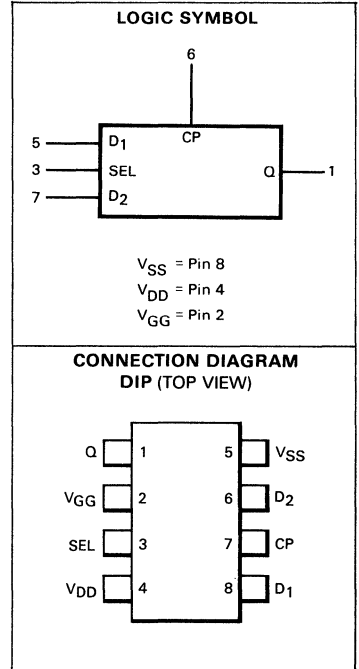 LOGIC SYMBOL
6
5 D1 CP
3 SEL Q 1
7 D2
VSS = Pin 8
VDD = Pin 4
VGG = Pin 2
CONNECTION DIAGRAM
DIP (TOP VIEW)
Q 1 5 VSS
VGG 2 6 D2
SEL 3 7 CP
VDD 4 8 D1